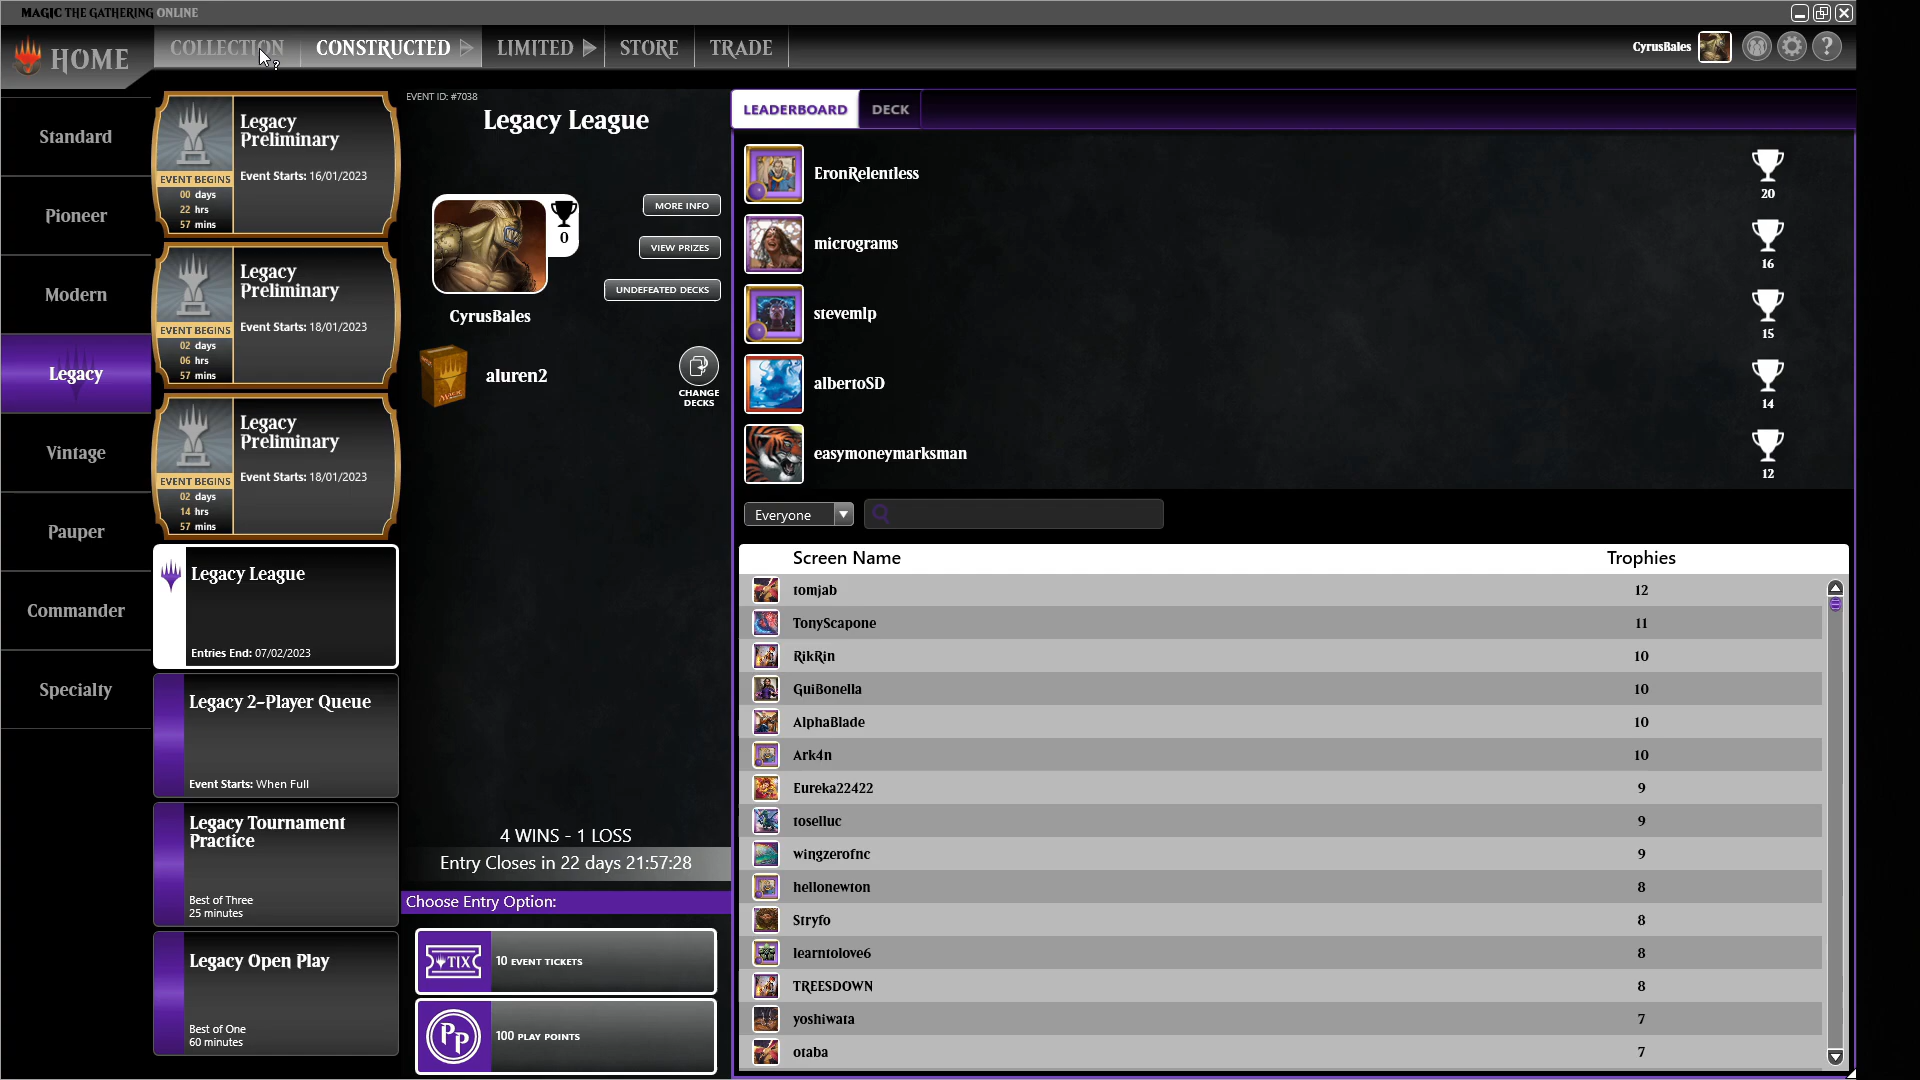 MAGIC THE GATHERING ONLINE
HOME
COLLECTION
CONSTRUCTED
LIMITED
STORE
TRADE
CyrusBales
?
Standard
Pioneer
Modern
Legacy
Vintage
Pauper
Commander
Specialty
Legacy
Preliminary
Event Starts: 16/01/2023
EVENT BEGINS
00 days
22 hrs
57 mins
Legacy
Preliminary
Event Starts: 18/01/2023
EVENT BEGINS
02 days
06 hrs
57 mins
Legacy
Preliminary
Event Starts: 18/01/2023
EVENT BEGINS
02 days
14 hrs
57 mins
Legacy League
Entries End: 07/02/2023
Legacy 2-Player Queue
Event Starts: When Full
Legacy Tournament
Practice
Best of Three
25 minutes
Legacy Open Play
Best of One
60 minutes
EVENT ID: #7038
Legacy League
0
MORE INFO
VIEW PRIZES
UNDEFEATED DECKS
CyrusBales
aluren2
CHANGE
DECKS
4 WINS - 1 LOSS
Entry Closes in 22 days 21:57:28
Choose Entry Option:
TIX
10 EVENT TICKETS
PP
100 PLAY POINTS
LEADERBOARD
DECK
EronRelentless
20
micrograms
16
stevemlp
15
albertoSD
14
easymoneymarksman
12
Everyone
Screen Name Trophies
tomjab 12
TonyScapone 11
RikRin 10
GuiBonella 10
AlphaBlade 10
Ark4n 10
Eureka22422 9
toselluc 9
wingzerofnc 9
hellonewton 8
Stryfo 8
learntolove6 8
TREESDOWN 8
yoshiwata 7
otaba 7